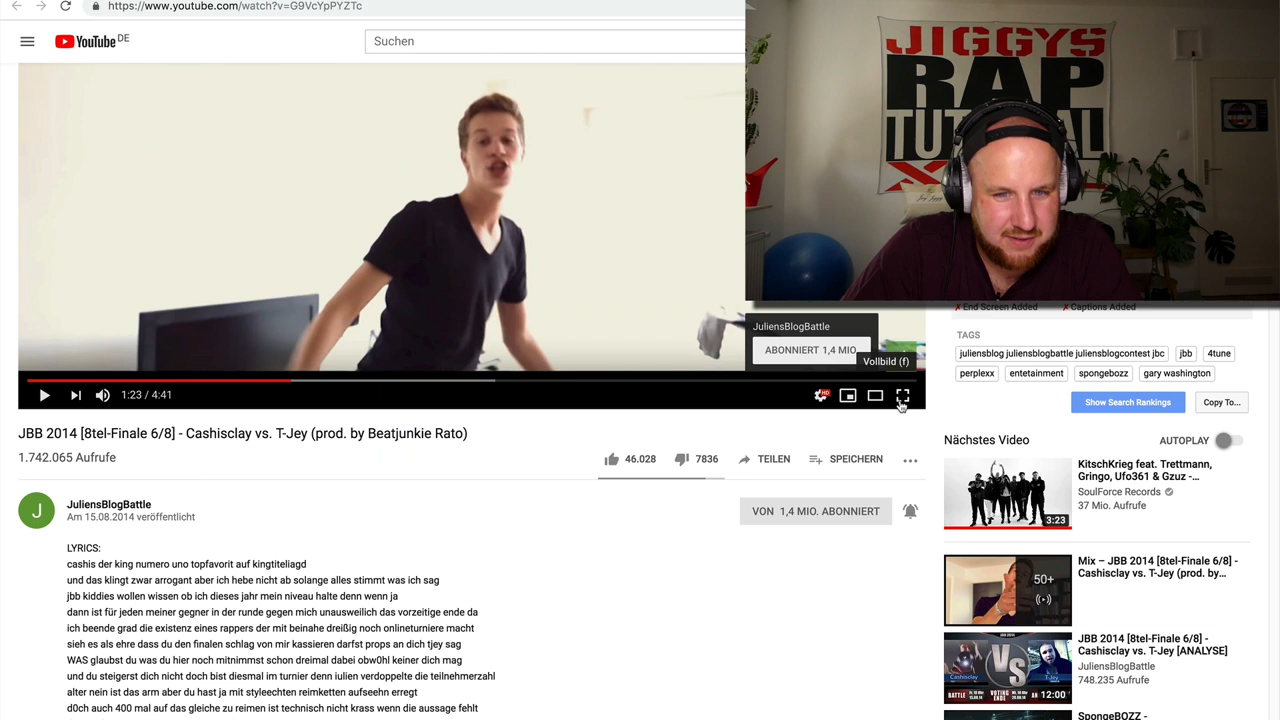 https://www.youtube.com/watch?v=G9VcYpPYZTc
YouTube DE
Suchen
JIGGYS
RAP
JuliensBlogBattle
ABONNIERT 1,4 MIO
Vollbild (f)
1:23 / 4:41
HD
JBB 2014 [8tel-Finale 6/8] - Cashisclay vs. T-Jey (prod. by Beatjunkie Rato)
1.742.065 Aufrufe
46.028
7836
TEILEN
SPEICHERN
J
JuliensBlogBattle
Am 15.08.2014 veröffentlicht
VON 1,4 MIO. ABONNIERT
LYRICS:
cashis der king numero uno topfavorit auf kingtiteliagd
und das klingt zwar arrogant aber ich hebe nicht ab solange alles stimmt was ich sag
jbb kiddies wollen wissen ob ich dieses jahr mein niveau halte denn wenn ja
dann ist für jeden meiner gegner in der runde gegen mich unausweilich das vorzeitige ende da
ich beende grad die existenz eines rappers der mit beinahe dreißig noch onlineturniere macht
sieh es als ehre dass du den finalen schlag von mir kassieren darfst props an dich tjey sag
WAS glaubst du was du hier noch mitnimmst schon dreimal dabei obw0hl keiner dich mag
und du steigerst dich nicht doch bist diesmal im turnier denn iulien verdoppelte die teilnehmerzahl
alter nein ist das arm aber du hast ja mit styleechten reimketten aufseehn erregt
d0ch auch 400 mal auf das gleiche zu reimen ist technisch nicht krass wenn die aussage fehlt
End Screen Added
Captions Added
TAGS
juliensblog juliensblogbattle juliensblogcontest jbc
jbb
4tune
perplexx
entetainment
spongebozz
gary washington
Show Search Rankings
Copy To...
Nächstes Video
AUTOPLAY
KitschKrieg feat. Trettmann,
Gringo, Ufo361 & Gzuz -...
SoulForce Records
37 Mio. Aufrufe
3:23
Mix – JBB 2014 [8tel-Finale 6/8] -
Cashisclay vs. T-Jey (prod. by...
50+
JBB 2014 [8tel-Finale 6/8] -
Cashisclay vs. T-Jey [ANALYSE]
JuliensBlogBattle
748.235 Aufrufe
VS
Cashisclay
T-Jey
BATTLE
VOTING
ENDE
12:00
SpongeBOZZ -